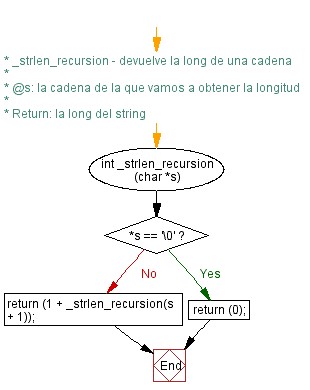 * _strlen_recursion - devuelve la long de una cadena
*
* @s: la cadena de la que vamos a obtener la longitud
*
* Return: la long del string
int _strlen_recursion
(char *s)
*s == '\0' ?
No
Yes
return (1 + _strlen_recursion(s
+ 1));
return (0);
End